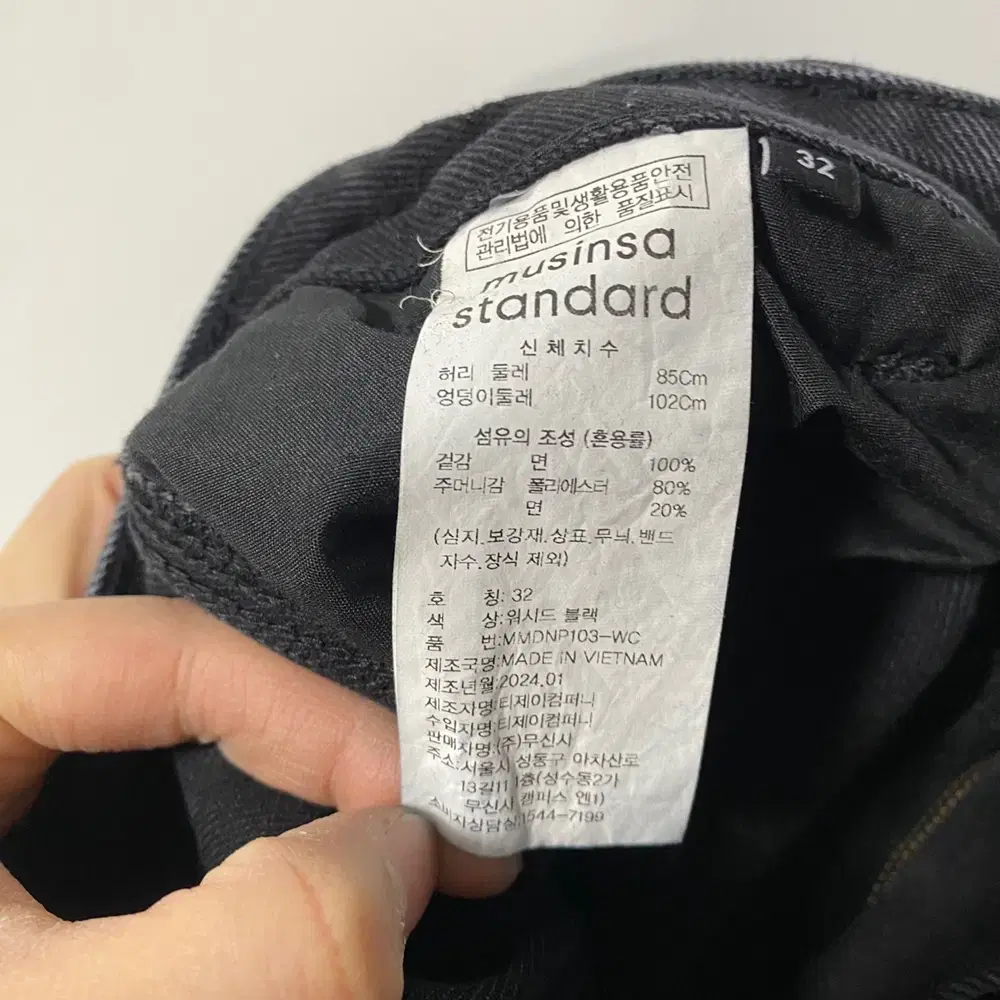 전기용품및생활용품안전
관리법에 의한 품질표시
musinsa
standard
신체치수
허리 둘레 85Cm
엉덩이둘레 102Cm
섬유의 조성 (혼용률)
겉감 면 100%
주머니감 폴리에스터 80%
면 20%
(심지.보강재.상표.무늬.밴드
자수.장식 제외)
호 칭: 32
색 상:워시드 블랙
품 번:MMDNP103-WC
제조국명:MADE IN VIETNAM
제조년월:2024.01
제조자명:티제이컴퍼니
수입자명:티제이컴퍼니
판매자명:(주)무신사
주소:서울시 성동구 아차산로
13길11 1층(성수동2가
무신사 캠퍼스 엔1)
소비자상담실:1544-7199
32